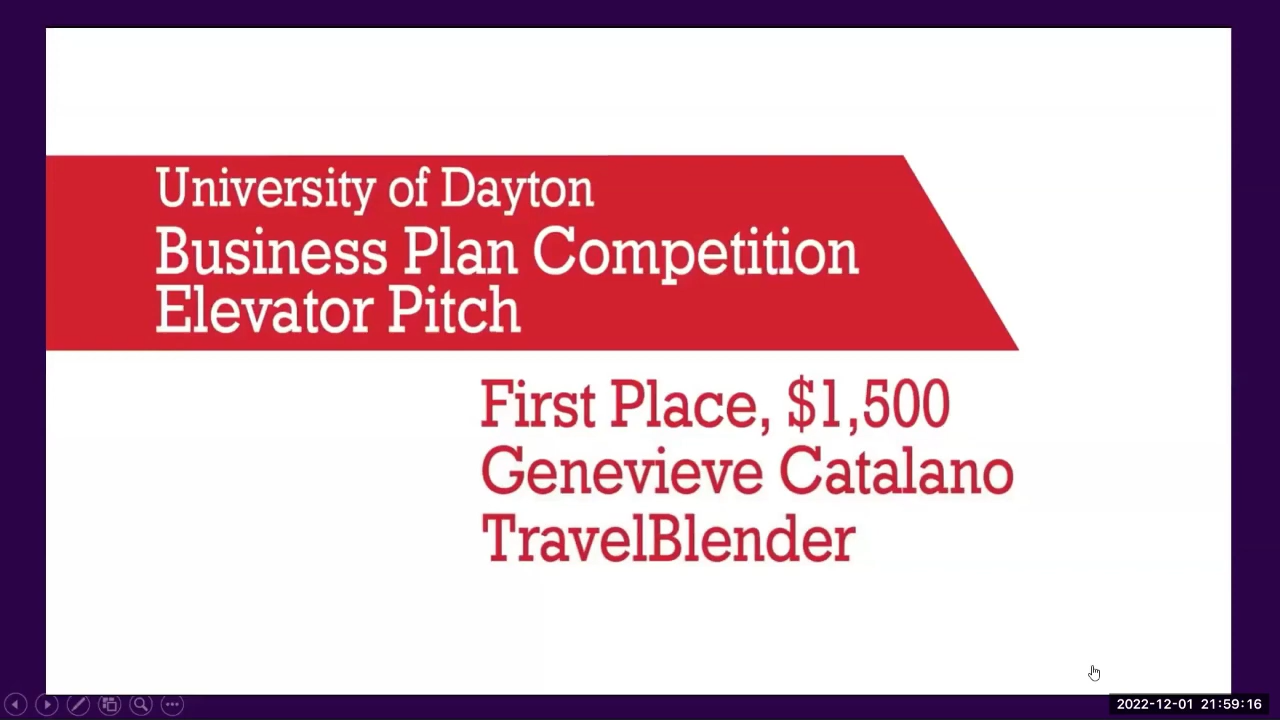 University of Dayton
Business Plan Competition
Elevator Pitch
First Place, $1,500
Genevieve Catalano
TravelBlender
2022-12-01 21:59:16